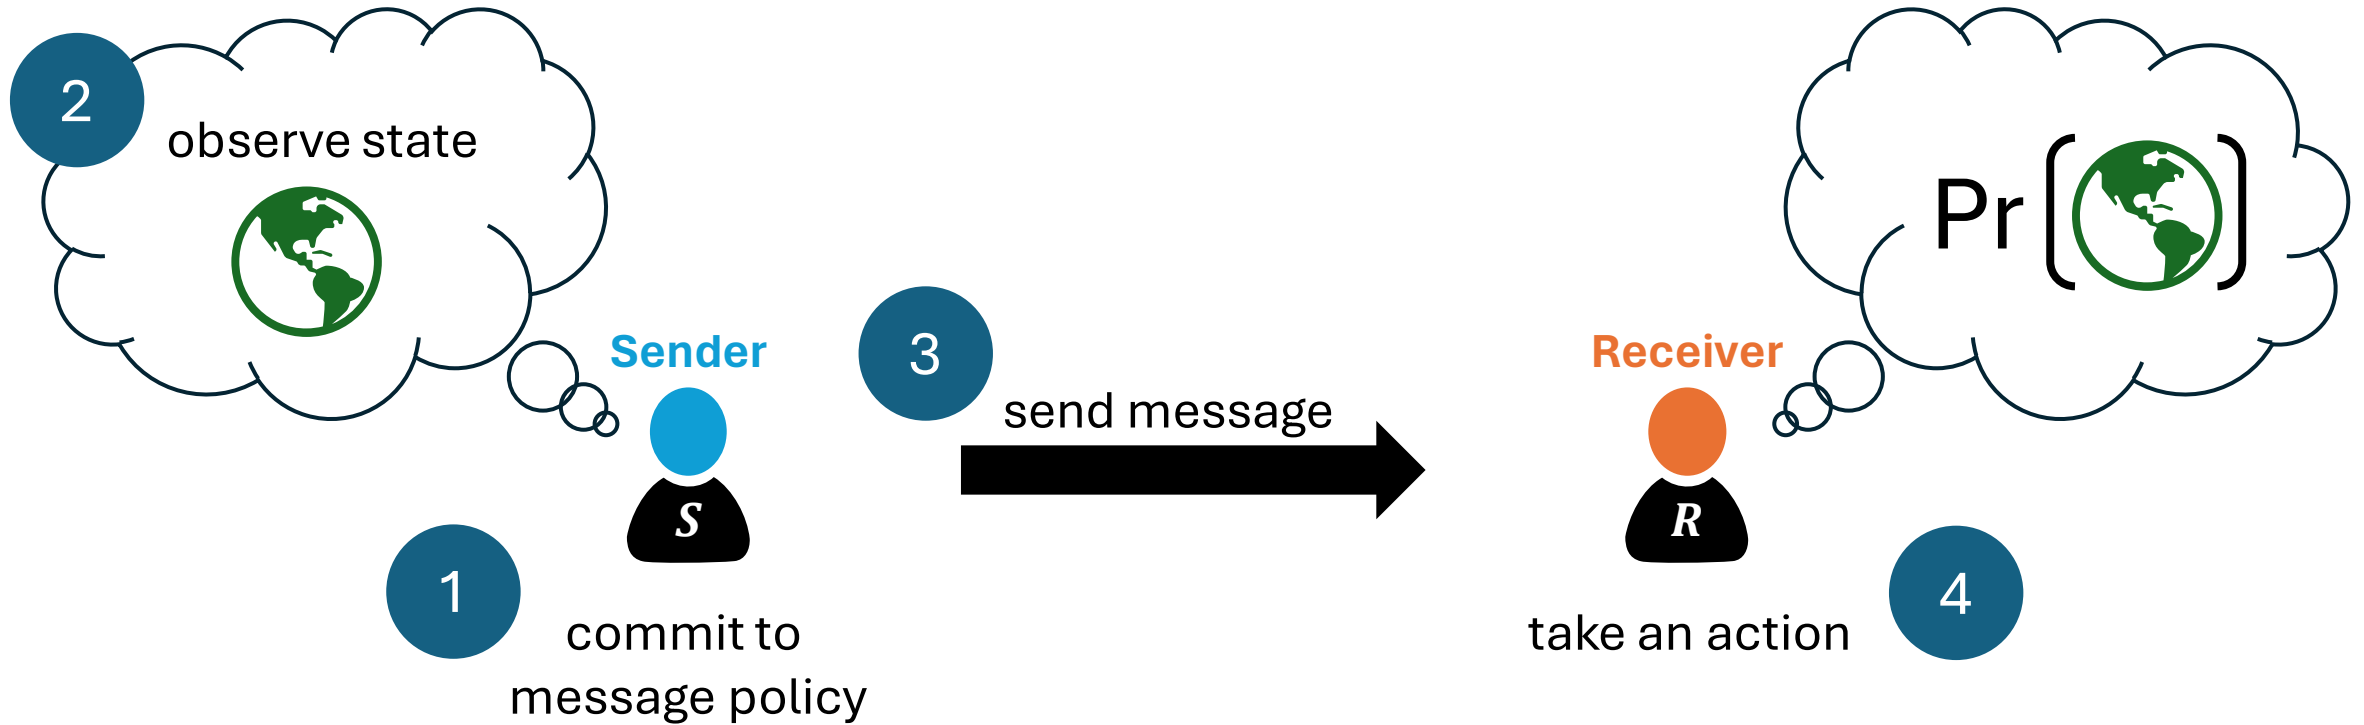 2
observe state
Sender
S
1
commit to
message policy
3
send message
Pr[ ]
Receiver
R
take an action
4